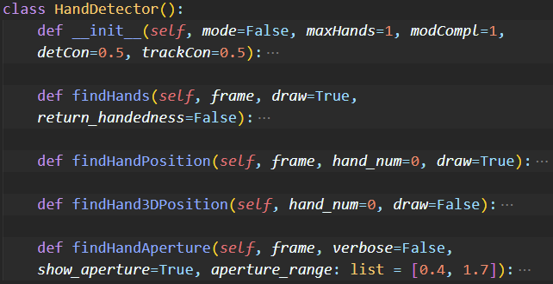 class HandDetector():
def __init__(self, mode=False, maxHands=1, modCompl=1,
detCon=0.5, trackCon=0.5):···
def findHands(self, frame, draw=True,
return_handedness=False):···
def findHandPosition(self, frame, hand_num=0, draw=True):···
def findHand3DPosition(self, hand_num=0, draw=False):···
def findHandAperture(self, frame, verbose=False,
show_aperture=True, aperture_range: list = [0.4, 1.7]):···